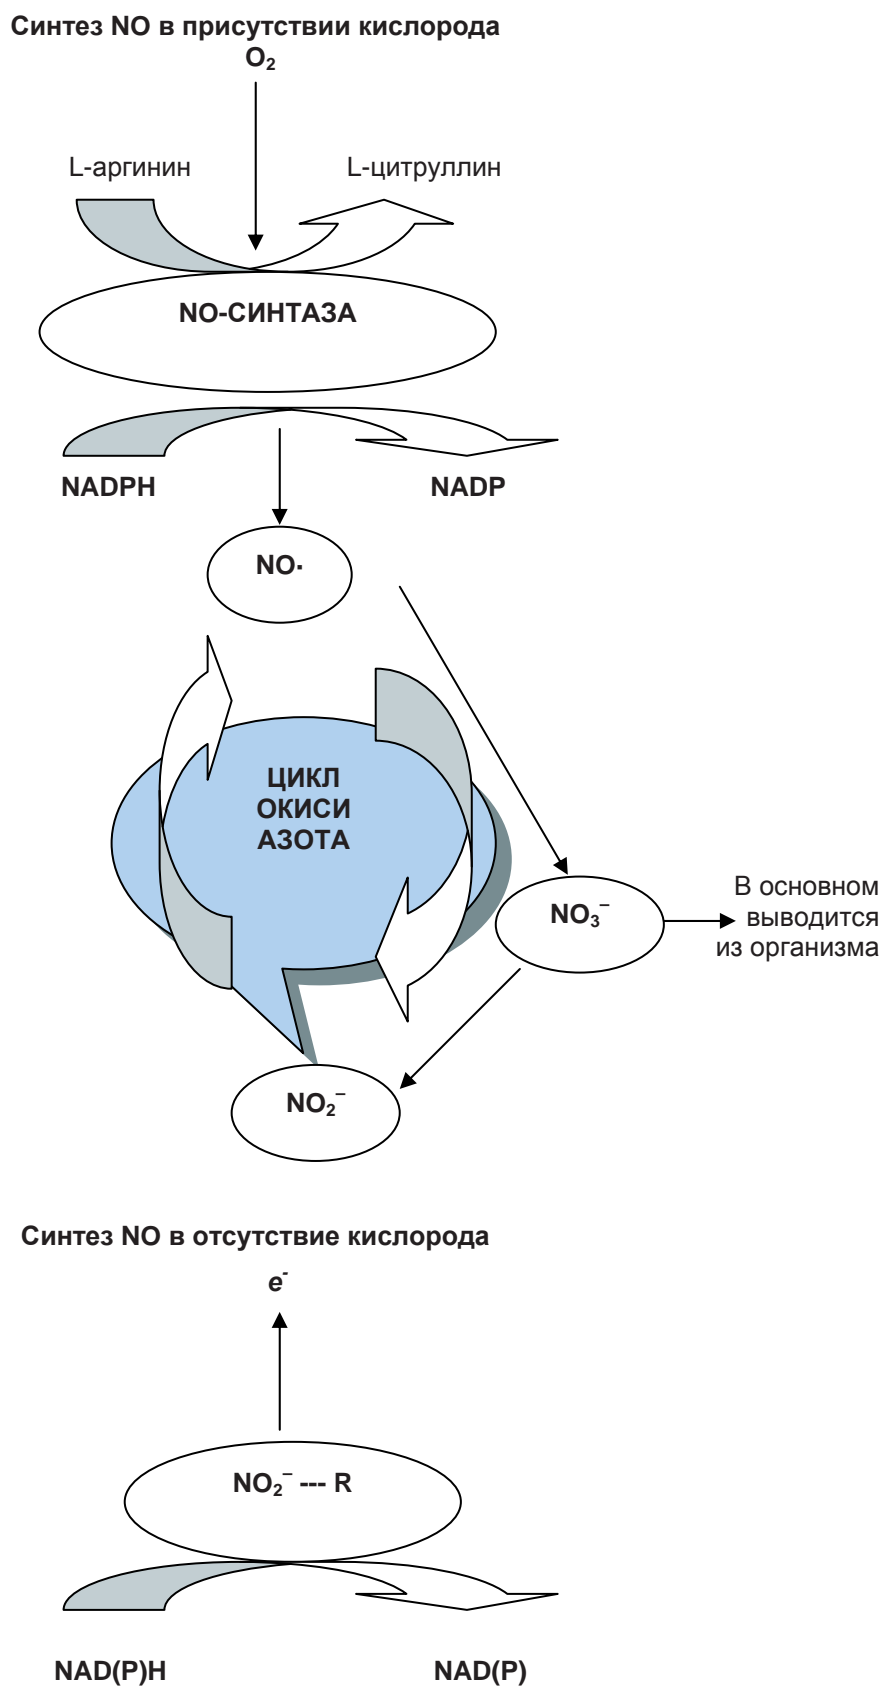 Синтез NO в присутствии кислорода
O₂
L-аргинин L-цитруллин
NO-СИНТАЗА
NADPH NADP
NO·
ЦИКЛ
ОКИСИ
АЗОТА
В основном
NO₃⁻ выводится
из организма
NO₂⁻
Синтез NO в отсутствие кислорода
e⁻
NO₂⁻ --- R
NAD(P)H NAD(P)